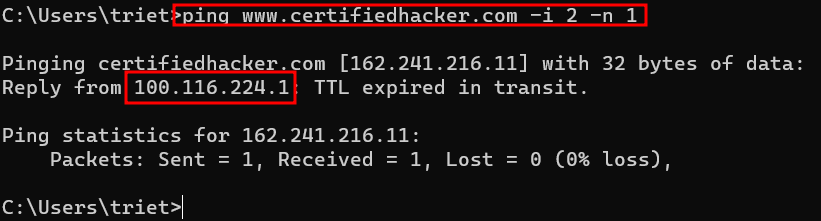 C:\Users\triet>ping www.certifiedhacker.com -i 2 -n 1
Pinging certifiedhacker.com [162.241.216.11] with 32 bytes of data:
Reply from 100.116.224.1: TTL expired in transit.
Ping statistics for 162.241.216.11:
    Packets: Sent = 1, Received = 1, Lost = 0 (0% loss),
C:\Users\triet>